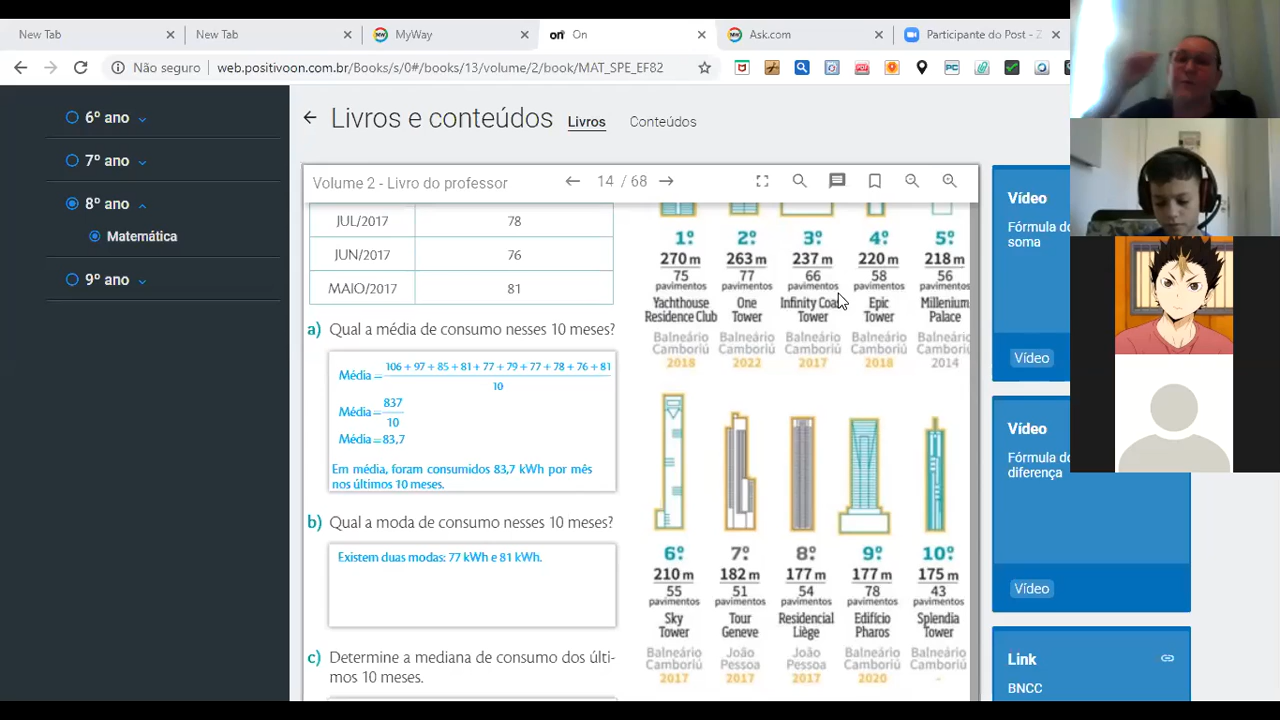 New Tab
New Tab
MyWay
On
Ask.com
Participante do Post - Z
Não seguro
web.positivoon.com.br/Books/s/0#/books/13/volume/2/book/MAT_SPE_EF82
6º ano
7º ano
8º ano
Matemática
9º ano
Livros e conteúdos
Livros
Conteúdos
Volume 2 - Livro do professor
14 / 68
JUL/2017 78
JUN/2017 76
MAIO/2017 81
a) Qual a média de consumo nesses 10 meses?
Média = 106 + 97 + 85 + 81 + 77 + 79 + 77 + 78 + 76 + 81
10
Média = 837
10
Média = 83,7
Em média, foram consumidos 83,7 kWh por mês
nos últimos 10 meses.
b) Qual a moda de consumo nesses 10 meses?
Existem duas modas: 77 kWh e 81 kWh.
c) Determine a mediana de consumo dos últi-
mos 10 meses.
1º 2º 3º 4º 5º
270 m 263 m 237 m 220 m 218 m
75 77 66 58 56
pavimentos pavimentos pavimentos pavimentos pavimentos
Yachthouse One Infinity Coa Epic Millenium
Residence Club Tower Tower Tower Palace
Balneário Balneário Balneário Balneário Balneário
Camboriú Camboriú Camboriú Camboriú Camboriú
2018 2022 2017 2018 2014
6º 7º 8º 9º 10º
210 m 182 m 177 m 177 m 175 m
55 51 54 78 43
pavimentos pavimentos pavimentos pavimentos pavimentos
Sky Tour Residencial Edifício Splendia
Tower Geneve Liège Pharos Tower
Balneário João João Balneário Balneário
Camboriú Pessoa Pessoa Camboriú Camboriú
2017 2017 2017 2020 -
Vídeo
Fórmula d
soma
Vídeo
Vídeo
Fórmula d
diferença
Vídeo
Link
BNCC